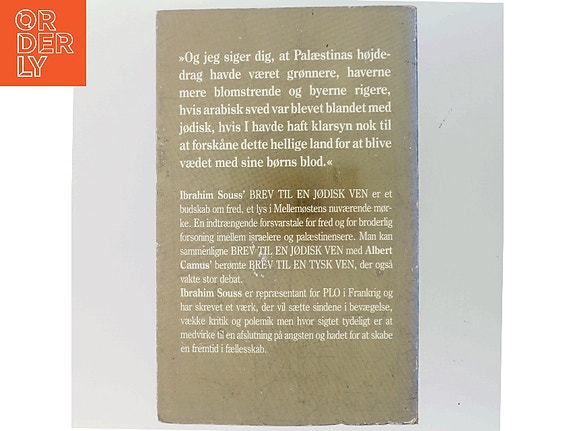 OR
DER
LY
»Og jeg siger dig, at Palæstinas højde-
drag havde været grønnere, haverne
mere blomstrende og byerne rigere,
hvis arabisk sved var blevet blandet med
jødisk, hvis I havde haft klarsyn nok til
at forskåne dette hellige land for at blive
vædet med sine børns blod.«
Ibrahim Souss' BREV TIL EN JØDISK VEN er et
budskab om fred, et lys i Mellemøstens nuværende mør-
ke. En indtrængende forsvarstale for fred og for broderlig
forsoning imellem israelere og palæstinensere. Man kan
sammenligne BREV TIL EN JØDISK VEN med Albert
Camus' berømte BREV TIL EN TYSK VEN, der også
vakte stor debat.
Ibrahim Souss er repræsentant for PLO i Frankrig og
har skrevet et værk, der vil sætte sindene i bevægelse,
vække kritik og polemik men hvor sigtet tydeligt er at
medvirke til en afslutning på angsten og hadet for at skabe
en fremtid i fællesskab.